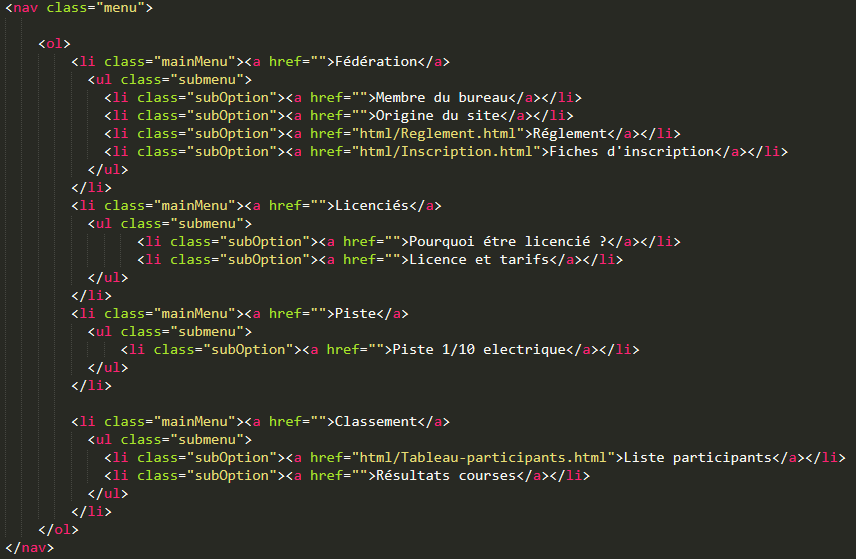 <nav class="menu">
<ol>
<li class="mainMenu"><a href="">Fédération</a>
<ul class="submenu">
<li class="subOption"><a href="">Membre du bureau</a></li>
<li class="subOption"><a href="">Origine du site</a></li>
<li class="subOption"><a href="html/Reglement.html">Réglement</a></li>
<li class="subOption"><a href="html/Inscription.html">Fiches d'inscription</a></li>
</ul>
</li>
<li class="mainMenu"><a href="">Licenciés</a>
<ul class="submenu">
<li class="subOption"><a href="">Pourquoi étre licencié ?</a></li>
<li class="subOption"><a href="">Licence et tarifs</a></li>
</ul>
</li>
<li class="mainMenu"><a href="">Piste</a>
<ul class="submenu">
<li class="subOption"><a href="">Piste 1/10 electrique</a></li>
</ul>
</li>
<li class="mainMenu"><a href="">Classement</a>
<ul class="submenu">
<li class="subOption"><a href="html/Tableau-participants.html">Liste participants</a></li>
<li class="subOption"><a href="">Résultats courses</a></li>
</ul>
</li>
</ol>
</nav>